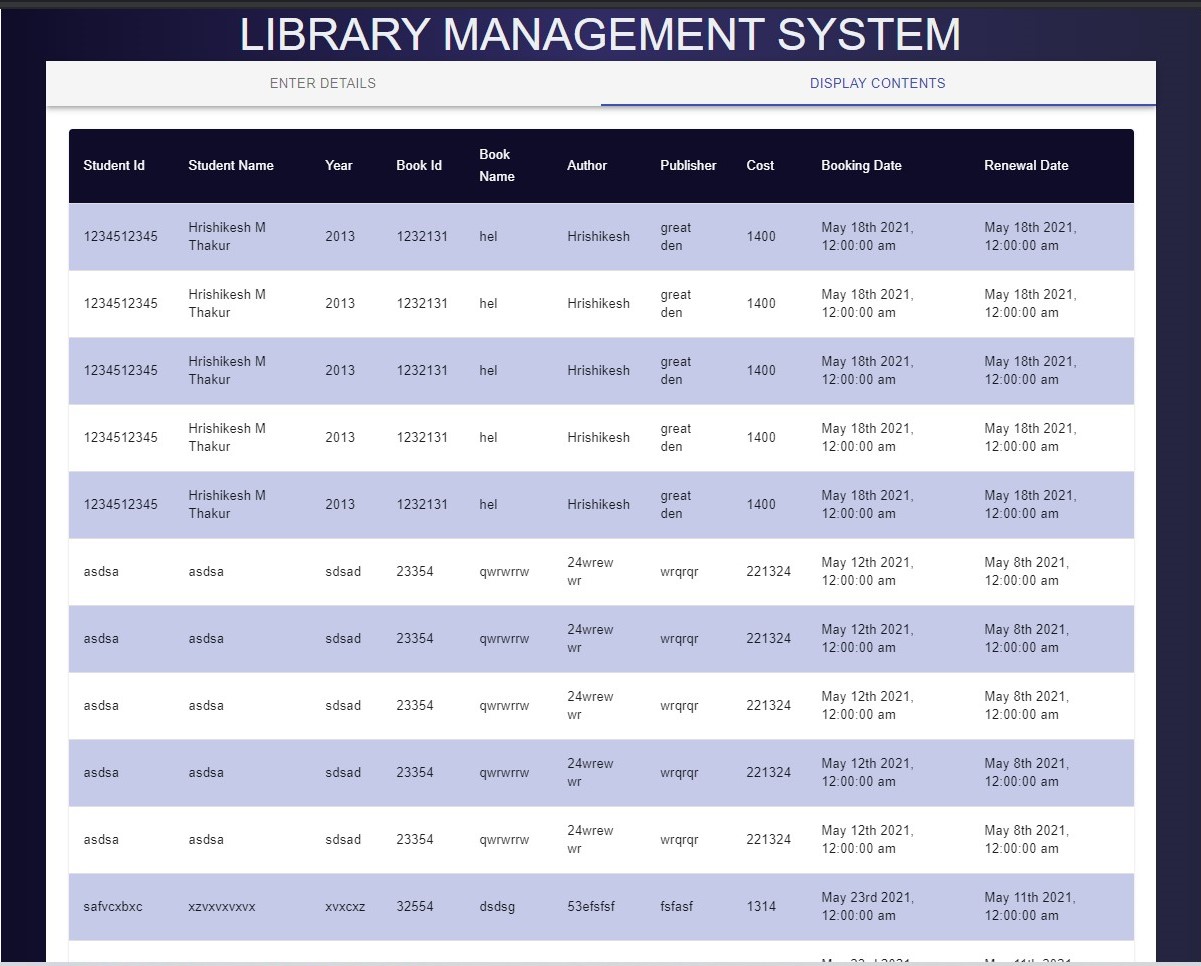 LIBRARY MANAGEMENT SYSTEM
ENTER DETAILS DISPLAY CONTENTS
Student Id Student Name Year Book Id Book Name Author Publisher Cost Booking Date Renewal Date
1234512345 Hrishikesh M Thakur 2013 1232131 hel Hrishikesh great den 1400 May 18th 2021, 12:00:00 am May 18th 2021, 12:00:00 am
1234512345 Hrishikesh M Thakur 2013 1232131 hel Hrishikesh great den 1400 May 18th 2021, 12:00:00 am May 18th 2021, 12:00:00 am
1234512345 Hrishikesh M Thakur 2013 1232131 hel Hrishikesh great den 1400 May 18th 2021, 12:00:00 am May 18th 2021, 12:00:00 am
1234512345 Hrishikesh M Thakur 2013 1232131 hel Hrishikesh great den 1400 May 18th 2021, 12:00:00 am May 18th 2021, 12:00:00 am
1234512345 Hrishikesh M Thakur 2013 1232131 hel Hrishikesh great den 1400 May 18th 2021, 12:00:00 am May 18th 2021, 12:00:00 am
asdsa asdsa sdsad 23354 qwrwrrw 24wrew wr wrqrqr 221324 May 12th 2021, 12:00:00 am May 8th 2021, 12:00:00 am
asdsa asdsa sdsad 23354 qwrwrrw 24wrew wr wrqrqr 221324 May 12th 2021, 12:00:00 am May 8th 2021, 12:00:00 am
asdsa asdsa sdsad 23354 qwrwrrw 24wrew wr wrqrqr 221324 May 12th 2021, 12:00:00 am May 8th 2021, 12:00:00 am
asdsa asdsa sdsad 23354 qwrwrrw 24wrew wr wrqrqr 221324 May 12th 2021, 12:00:00 am May 8th 2021, 12:00:00 am
asdsa asdsa sdsad 23354 qwrwrrw 24wrew wr wrqrqr 221324 May 12th 2021, 12:00:00 am May 8th 2021, 12:00:00 am
safvcxbxc xzvxvxvxvx xvxcxz 32554 dsdsg 53efsfsf fsfasf 1314 May 23rd 2021, 12:00:00 am May 11th 2021, 12:00:00 am